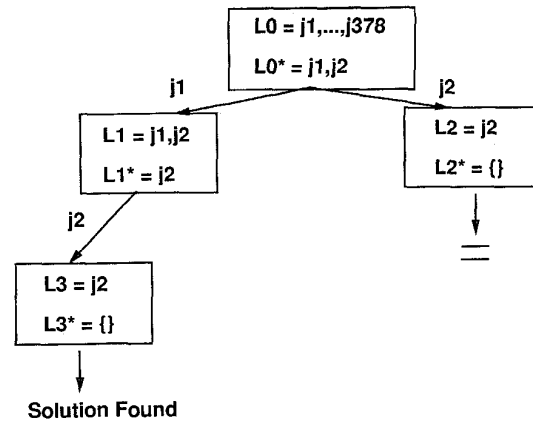 L0 = j1,...,j378
L0* = j1,j2
j1
j2
L1 = j1,j2
L1* = j2
L2 = j2
L2* = {}
j2
L3 = j2
L3* = {}
Solution Found